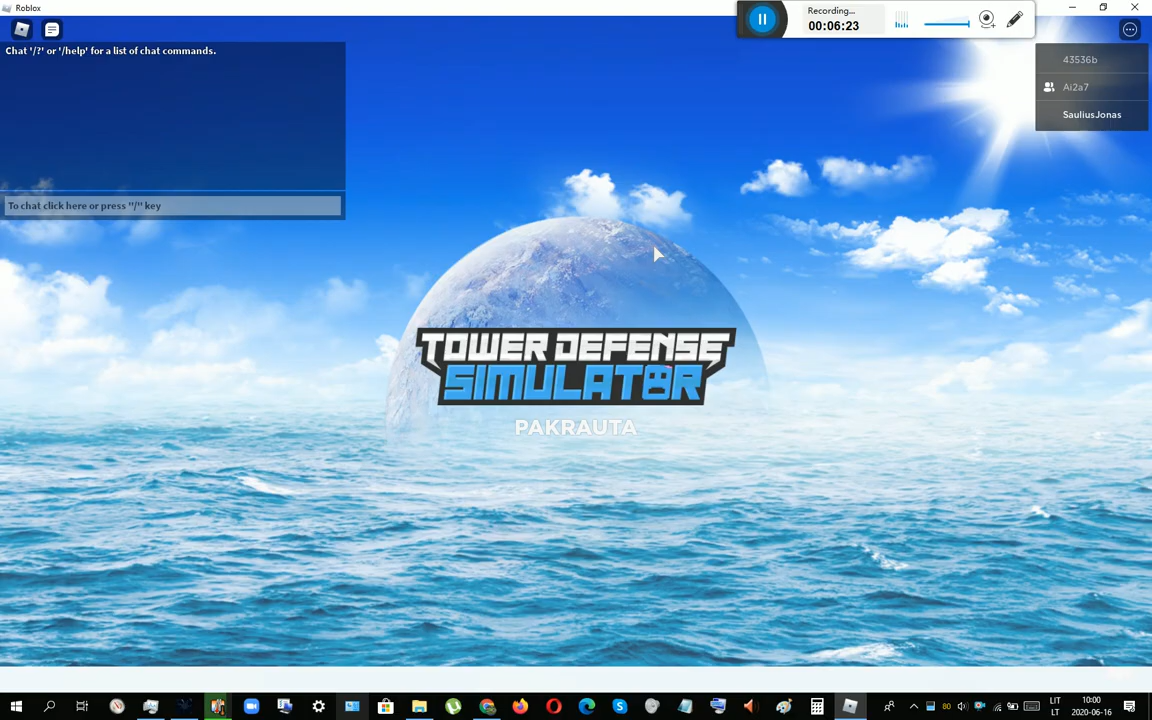 Roblox
Recording...
00:06:23
Chat '/?' or '/help' for a list of chat commands.
43536b
Ai2a7
SauliusJonas
To chat click here or press "/" key
TOWER DEFENSE
SIMULATOR
PAKRAUTA
80
LIT
LT
10:00
2020-06-16